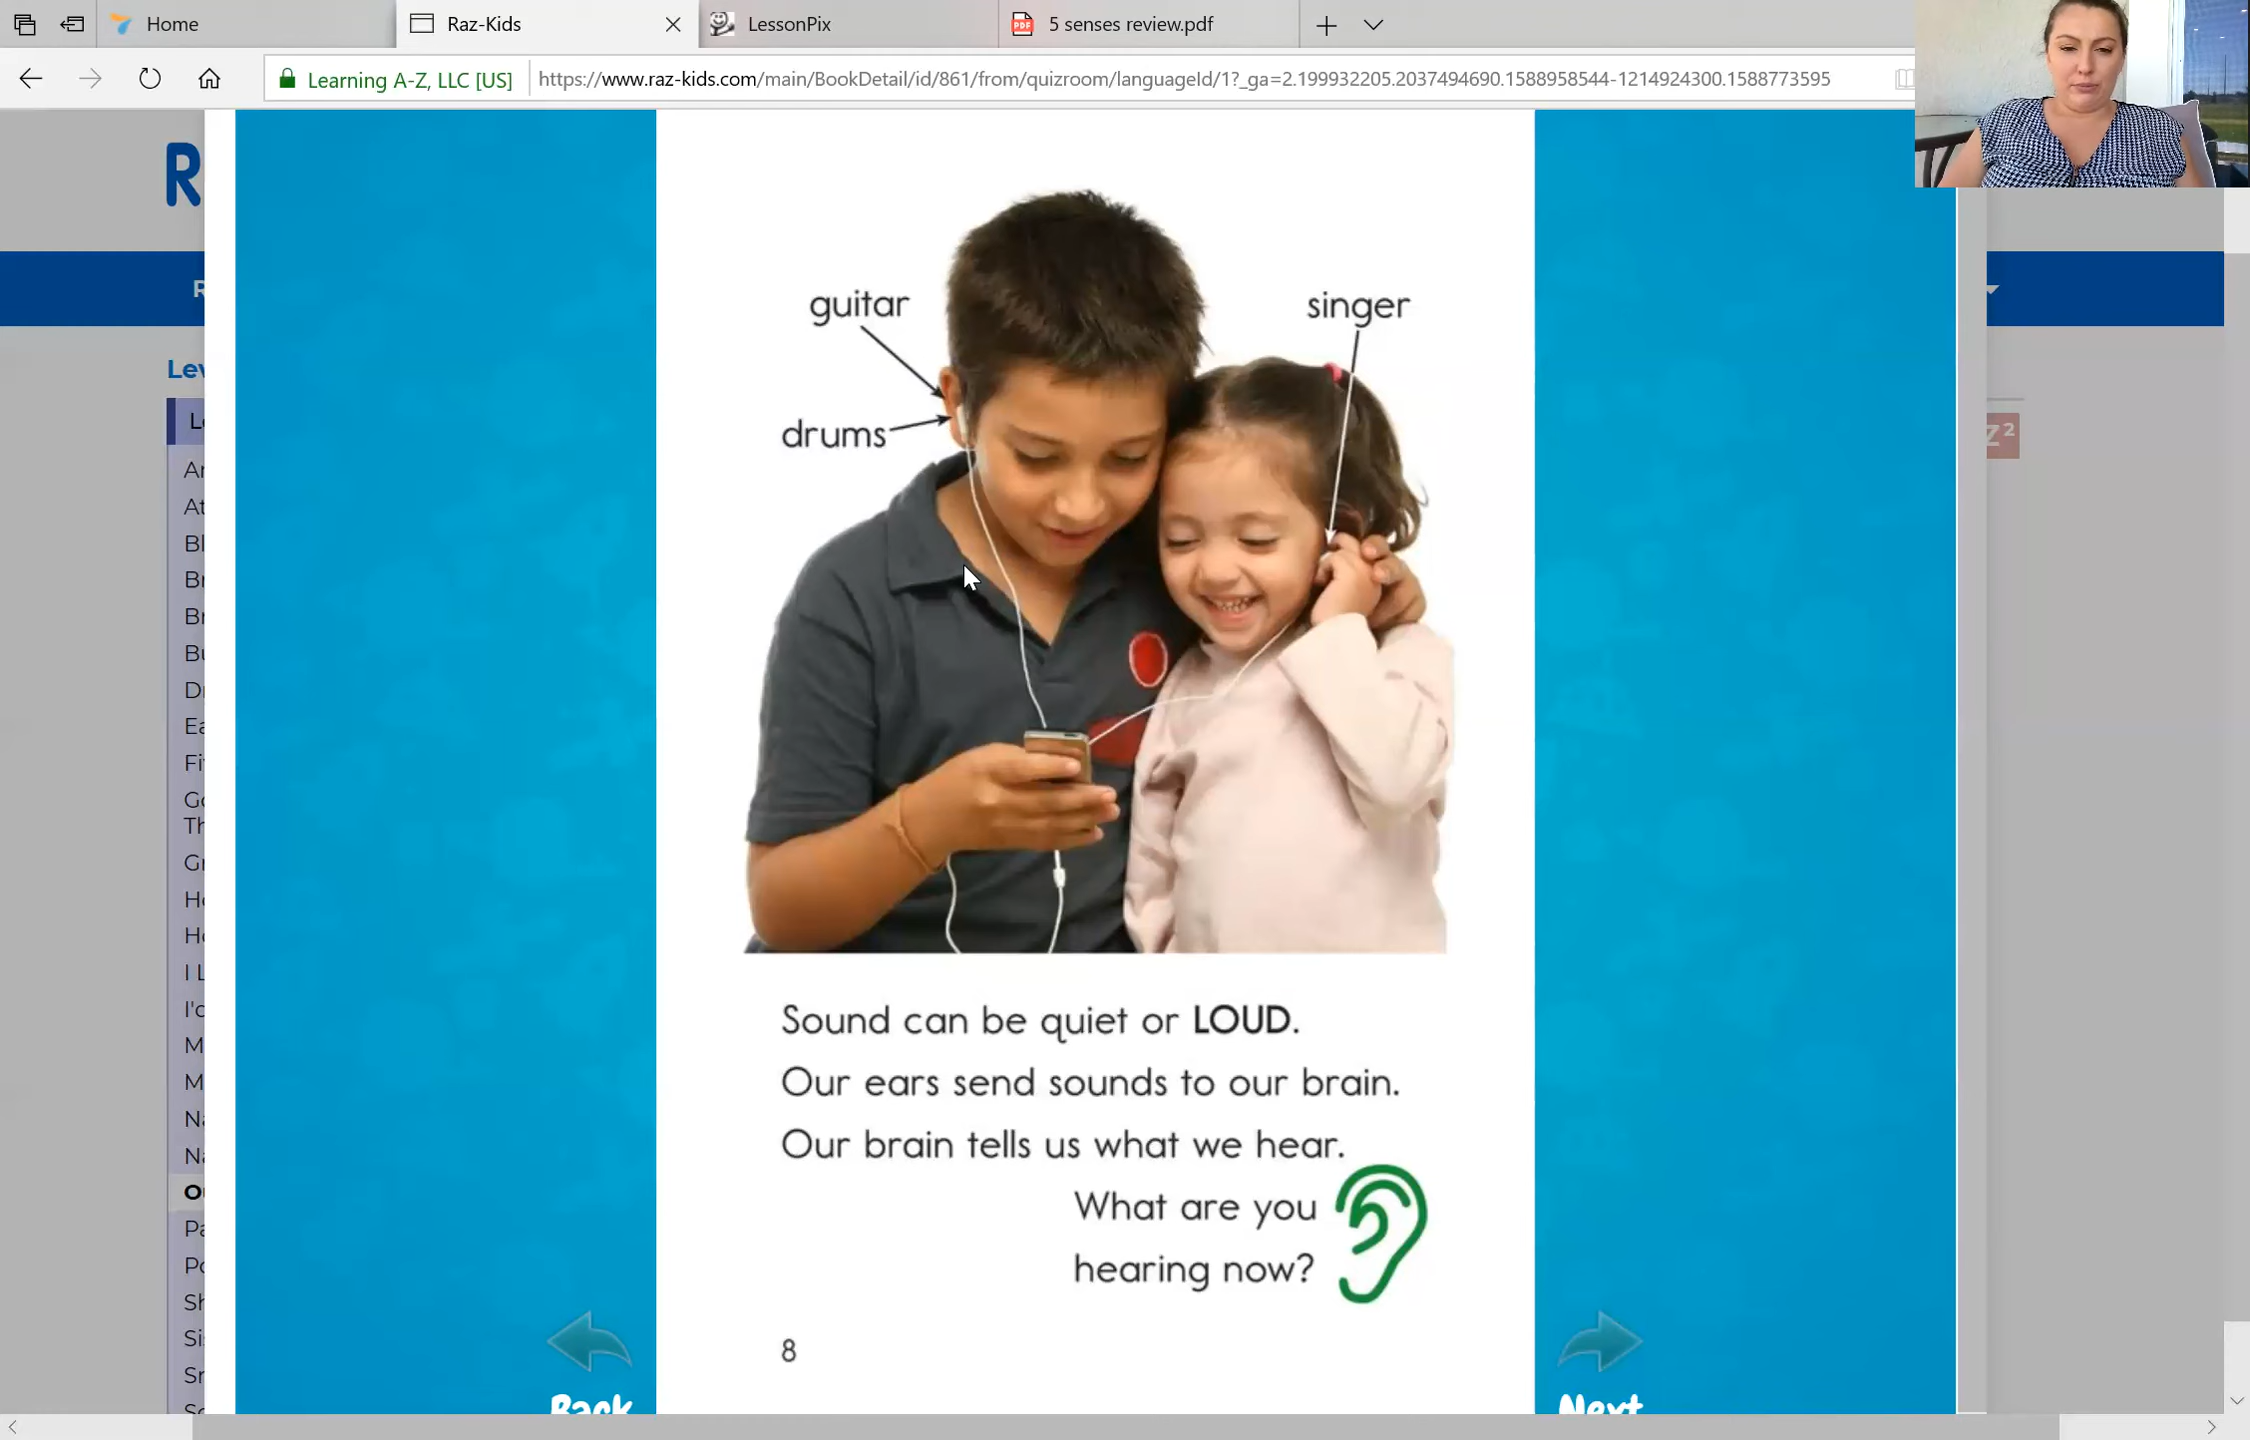 Home
Raz-Kids
LessonPix
5 senses review.pdf
Learning A-Z, LLC [US]
https://www.raz-kids.com/main/BookDetail/id/861/from/quizroom/languageId/1?_ga=2.199932205.2037494690.1588958544-1214924300.1588773595
guitar
singer
drums
Sound can be quiet or LOUD.
Our ears send sounds to our brain.
Our brain tells us what we hear.
What are you
hearing now?
8
Back
Next